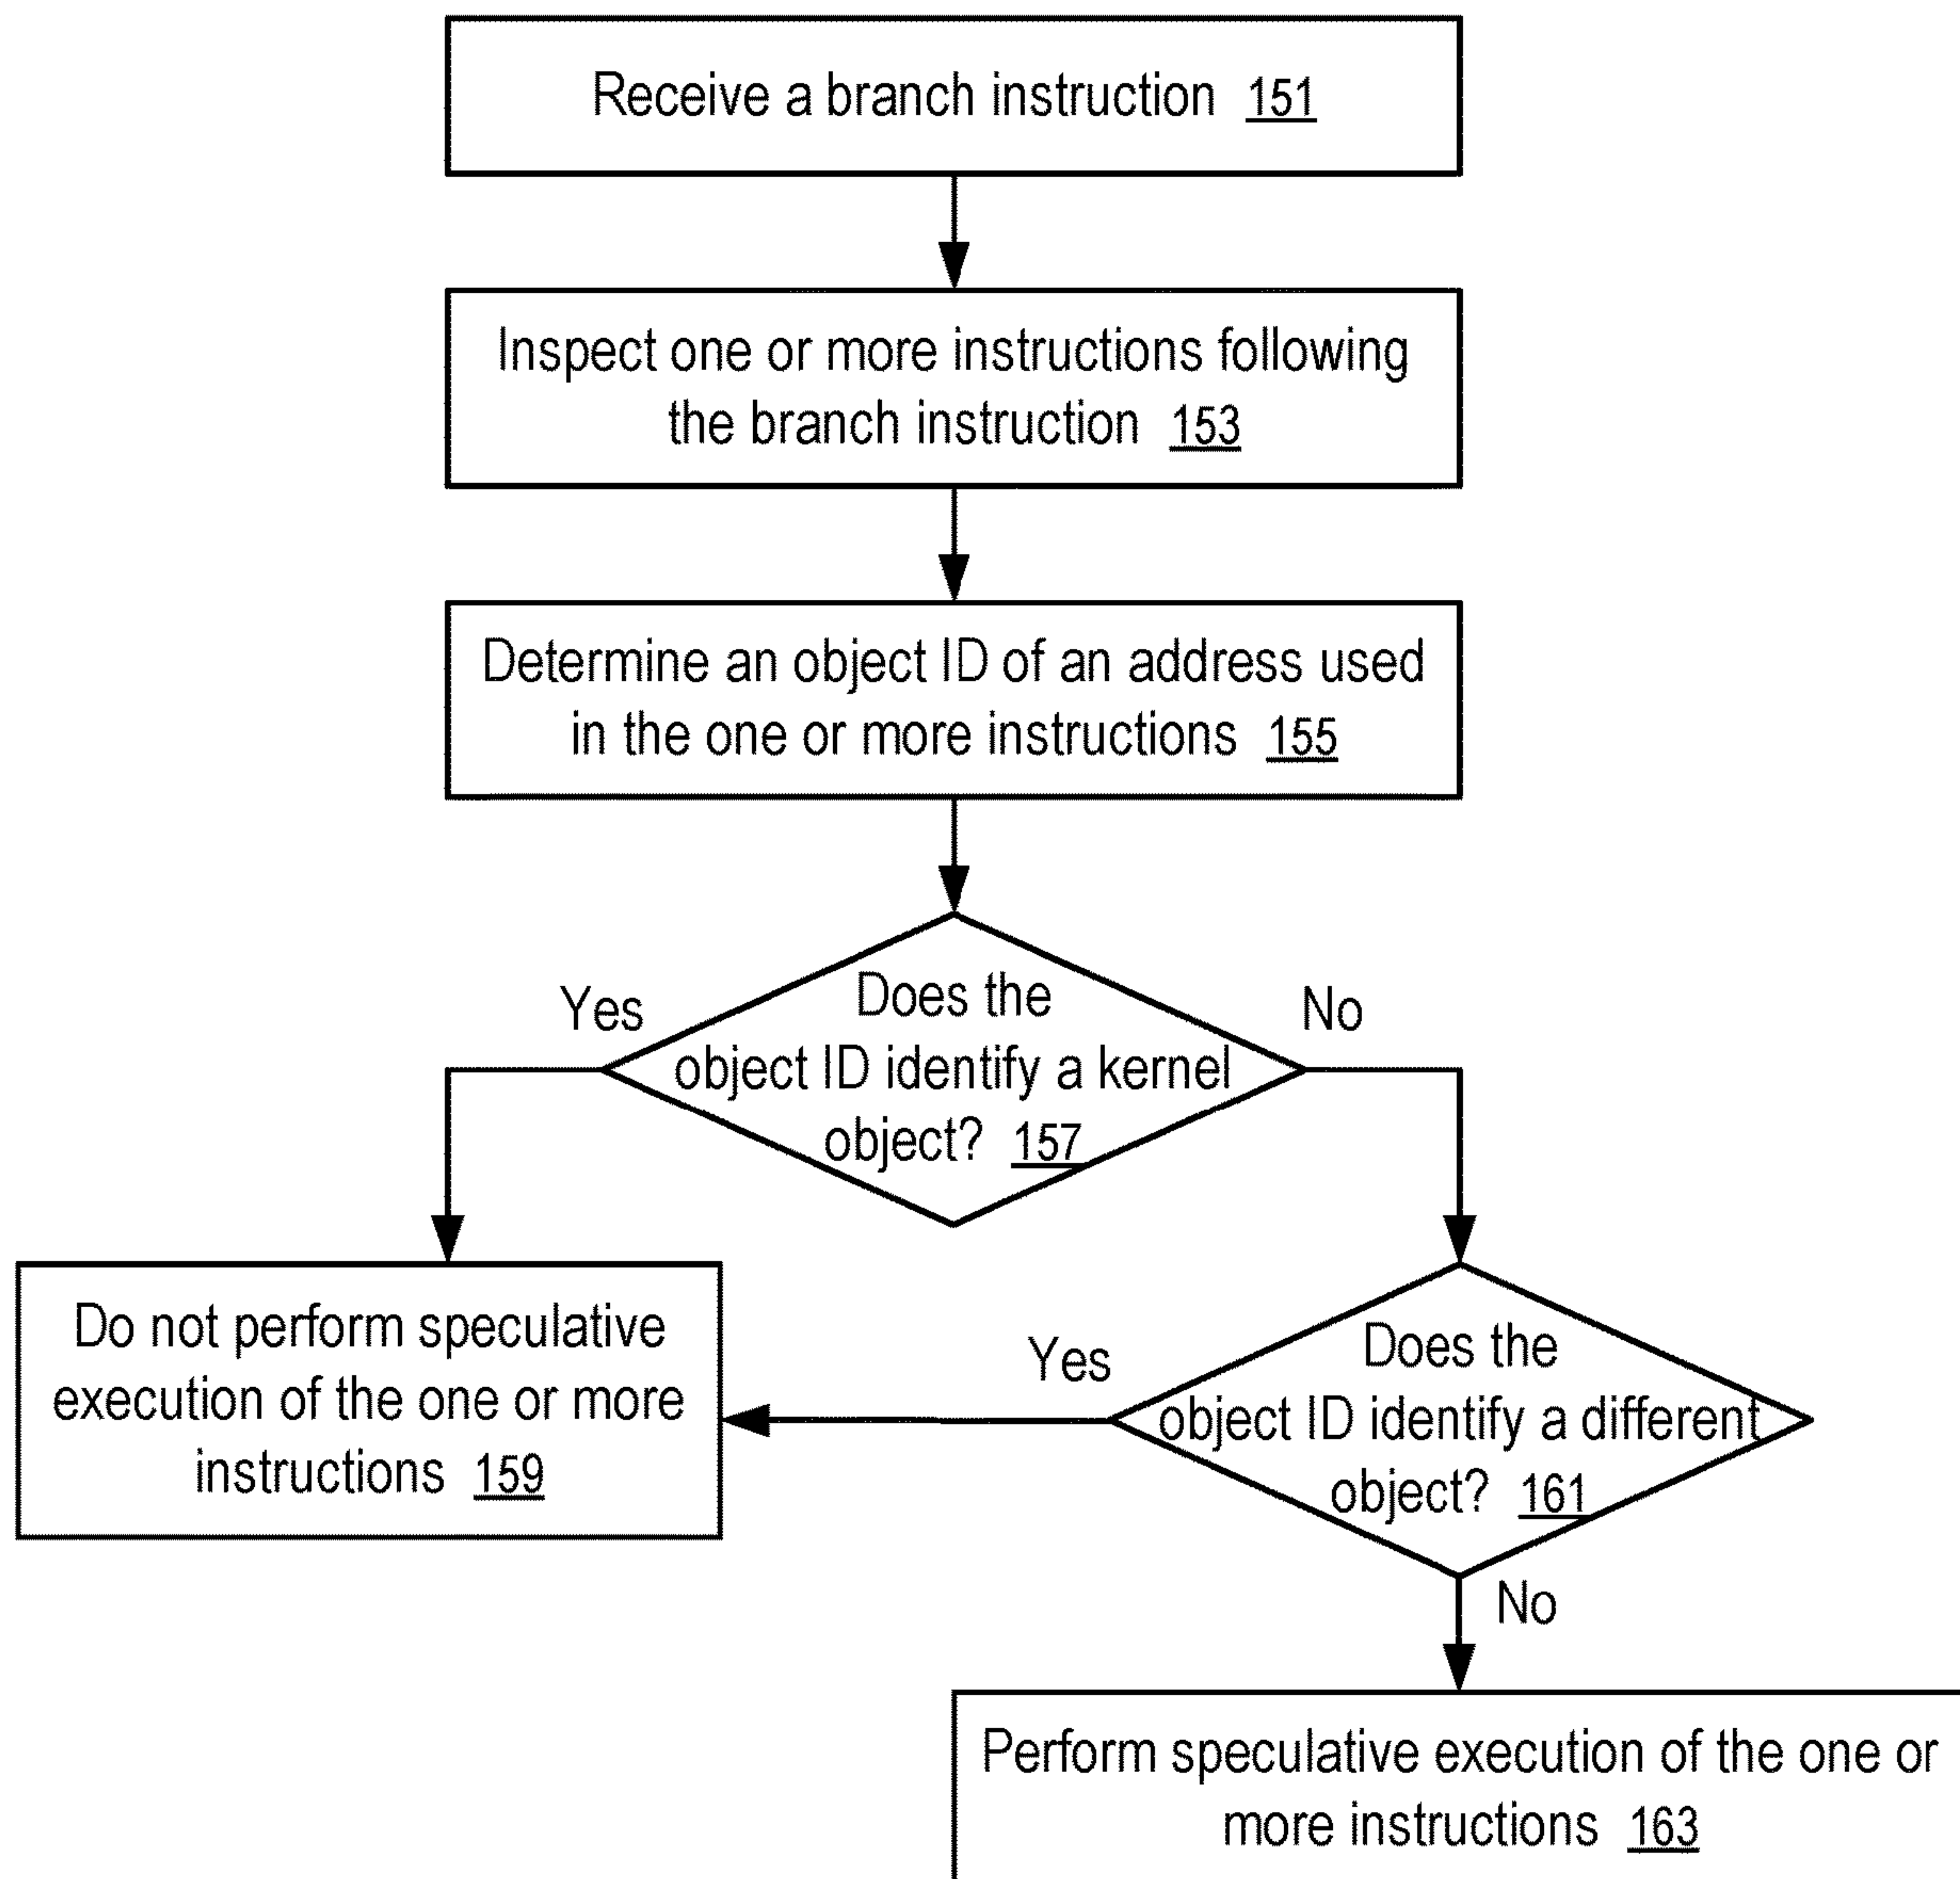 Receive a branch instruction 151
Inspect one or more instructions following
the branch instruction 153
Determine an object ID of an address used
in the one or more instructions 155
Does the
object ID identify a kernel
object? 157
Yes
No
Do not perform speculative
execution of the one or more
instructions 159
Does the
object ID identify a different
object? 161
Yes
No
Perform speculative execution of the one or
more instructions 163